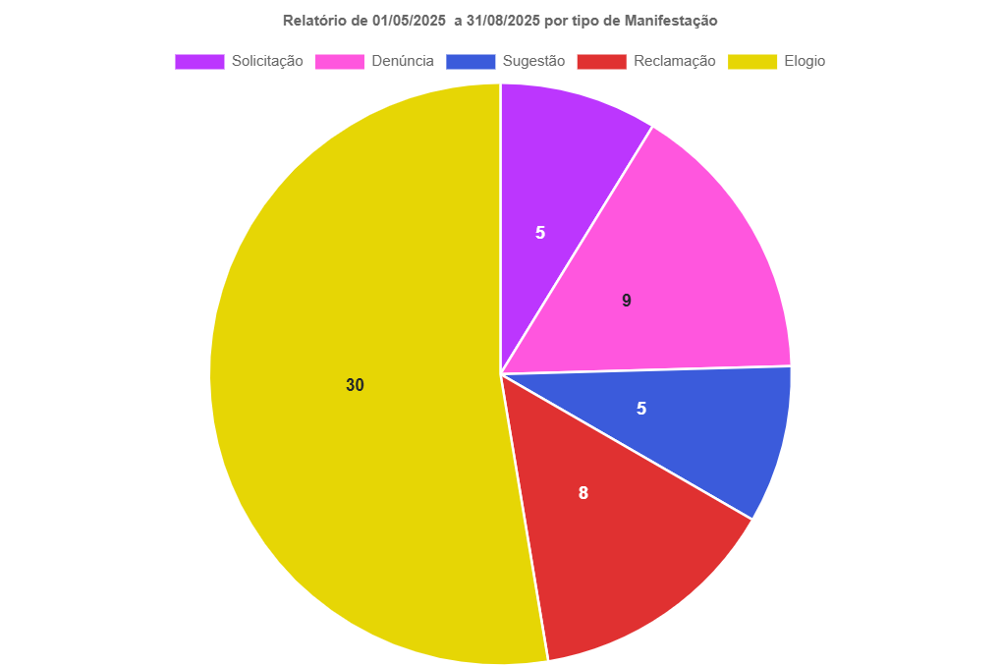 Relatório de 01/05/2025  a 31/08/2025 por tipo de Manifestação
Solicitação Denúncia Sugestão Reclamação Elogio
5
9
30
5
8